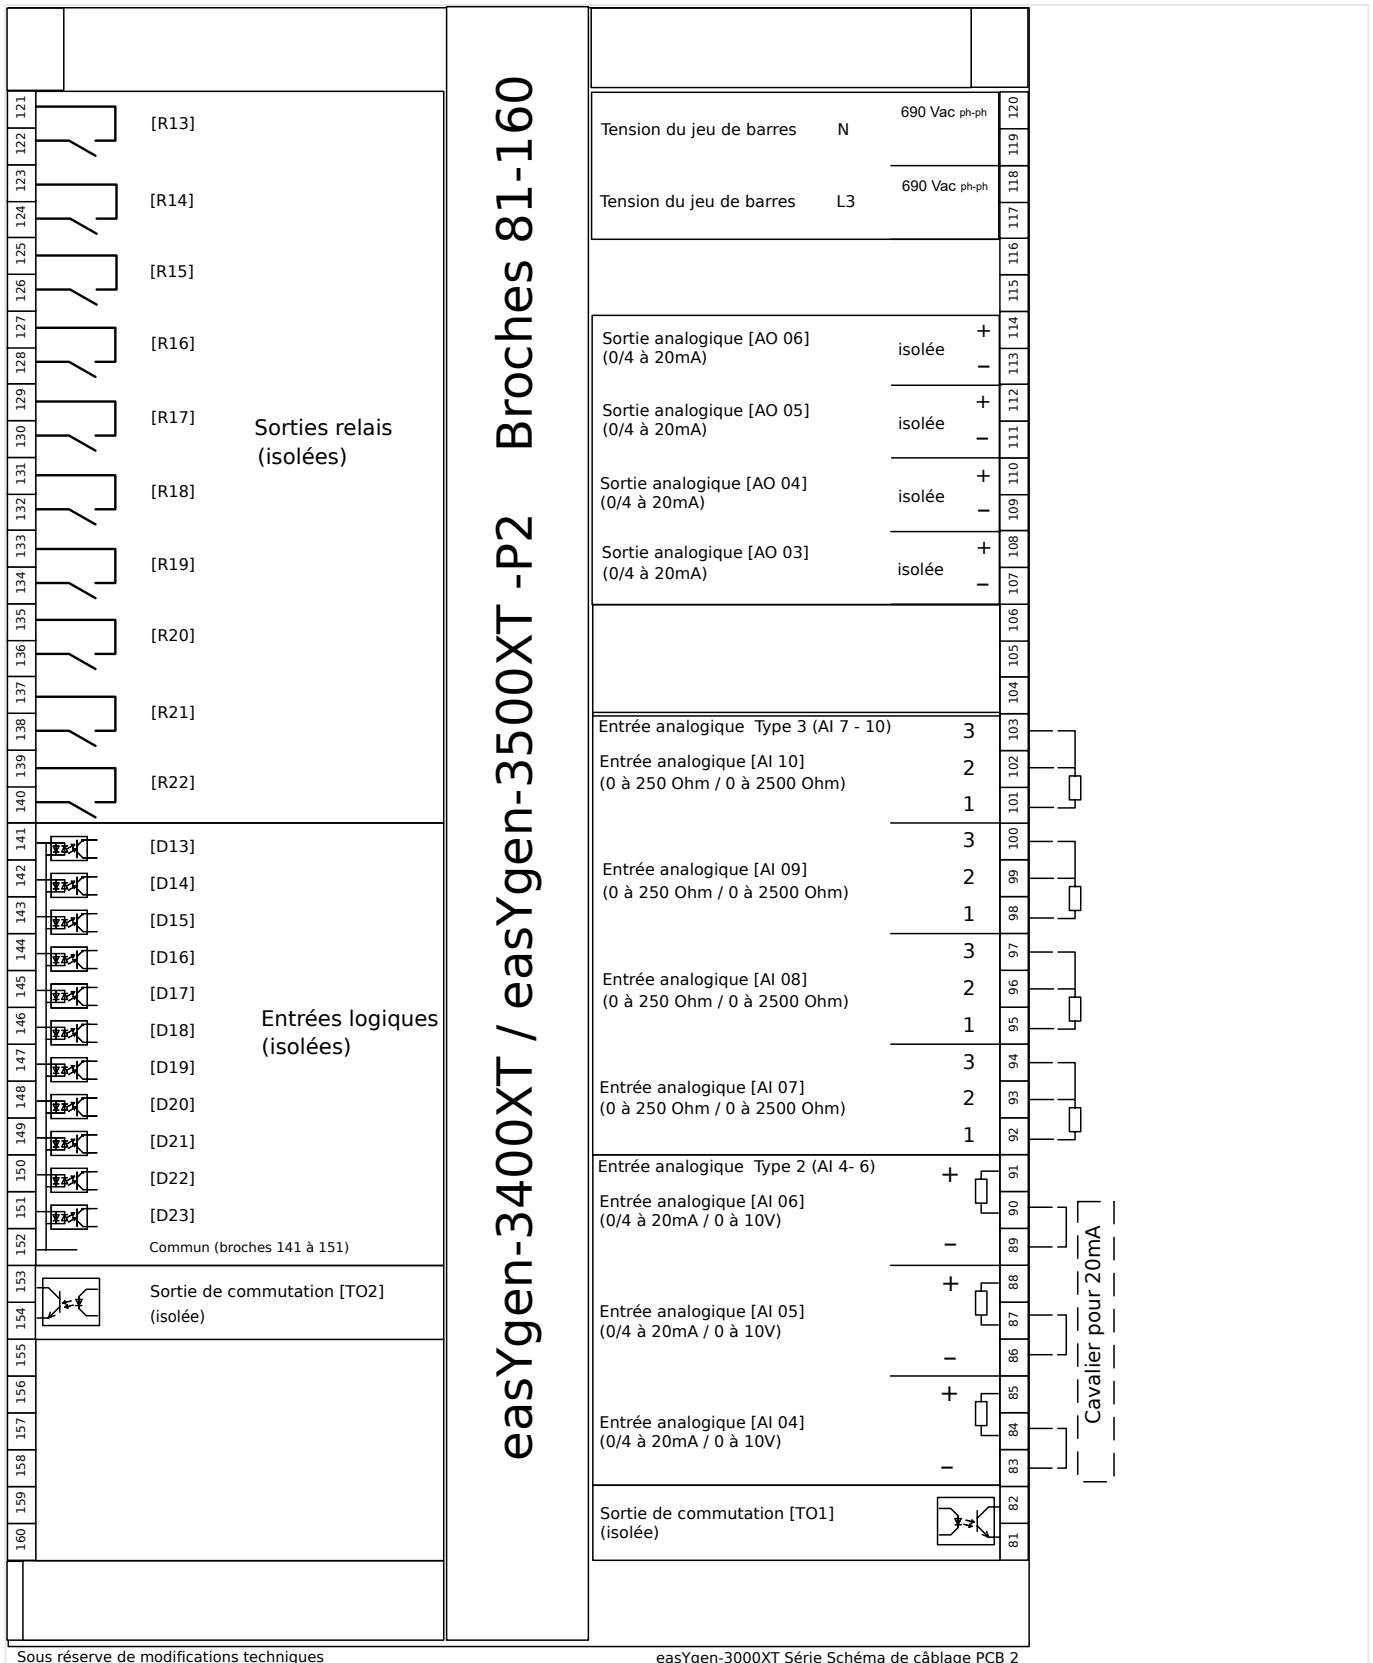 121
[R13]
122
123
[R14]
124
125
[R15]
126
127
[R16]
128
129
[R17]
130
131
[R18]
132
133
[R19]
134
135
[R20]
136
137
[R21]
138
139
[R22]
140
Sorties relais
(isolées)
141
[D13]
142
[D14]
143
[D15]
144
[D16]
145
[D17]
146
[D18]
147
[D19]
148
[D20]
149
[D21]
150
[D22]
151
[D23]
152
Commun (broches 141 à 151)
Entrées logiques
(isolées)
153
Sortie de commutation [TO2]
154
(isolée)
155
156
157
158
159
160
easYgen-3400XT / easYgen-3500XT -P2 Broches 81-160
Tension du jeu de barres N
690 Vac ph-ph
120
119
Tension du jeu de barres L3
690 Vac ph-ph
118
117
116
115
Sortie analogique [AO 06]
(0/4 à 20mA)
isolée
+
114
−
113
Sortie analogique [AO 05]
(0/4 à 20mA)
isolée
+
112
−
111
Sortie analogique [AO 04]
(0/4 à 20mA)
isolée
+
110
−
109
Sortie analogique [AO 03]
(0/4 à 20mA)
isolée
+
108
−
107
106
105
104
Entrée analogique Type 3 (AI 7 - 10)
Entrée analogique [AI 10]
(0 à 250 Ohm / 0 à 2500 Ohm)
3
103
2
102
1
101
Entrée analogique [AI 09]
(0 à 250 Ohm / 0 à 2500 Ohm)
3
100
2
99
1
98
Entrée analogique [AI 08]
(0 à 250 Ohm / 0 à 2500 Ohm)
3
97
2
96
1
95
Entrée analogique [AI 07]
(0 à 250 Ohm / 0 à 2500 Ohm)
3
94
2
93
1
92
Entrée analogique Type 2 (AI 4- 6)
Entrée analogique [AI 06]
(0/4 à 20mA / 0 à 10V)
+
91
90
−
89
Entrée analogique [AI 05]
(0/4 à 20mA / 0 à 10V)
+
88
87
−
86
Entrée analogique [AI 04]
(0/4 à 20mA / 0 à 10V)
+
85
84
−
83
Cavalier pour 20mA
Sortie de commutation [TO1]
(isolée)
82
81
Sous réserve de modifications techniques
easYgen-3000XT Série Schéma de câblage PCB 2